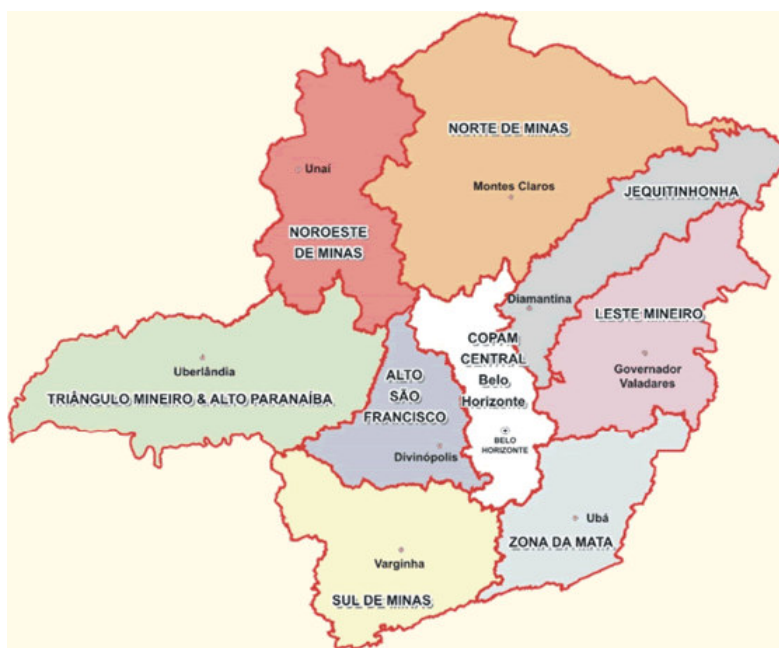 NORTE DE MINAS
Unaí
Montes Claros
JEQUITINHONHA
NOROESTE
DE MINAS
Diamantina
LESTE MINEIRO
COPAM
CENTRAL
Belo
Horizonte
Uberlândia
Governador
Valadares
TRIÂNGULO MINEIRO & ALTO PARANAÍBA
ALTO
SÃO
FRANCISCO
BELO
HORIZONTE
Divinópolis
Ubá
ZONA DA MATA
Varginha
SUL DE MINAS